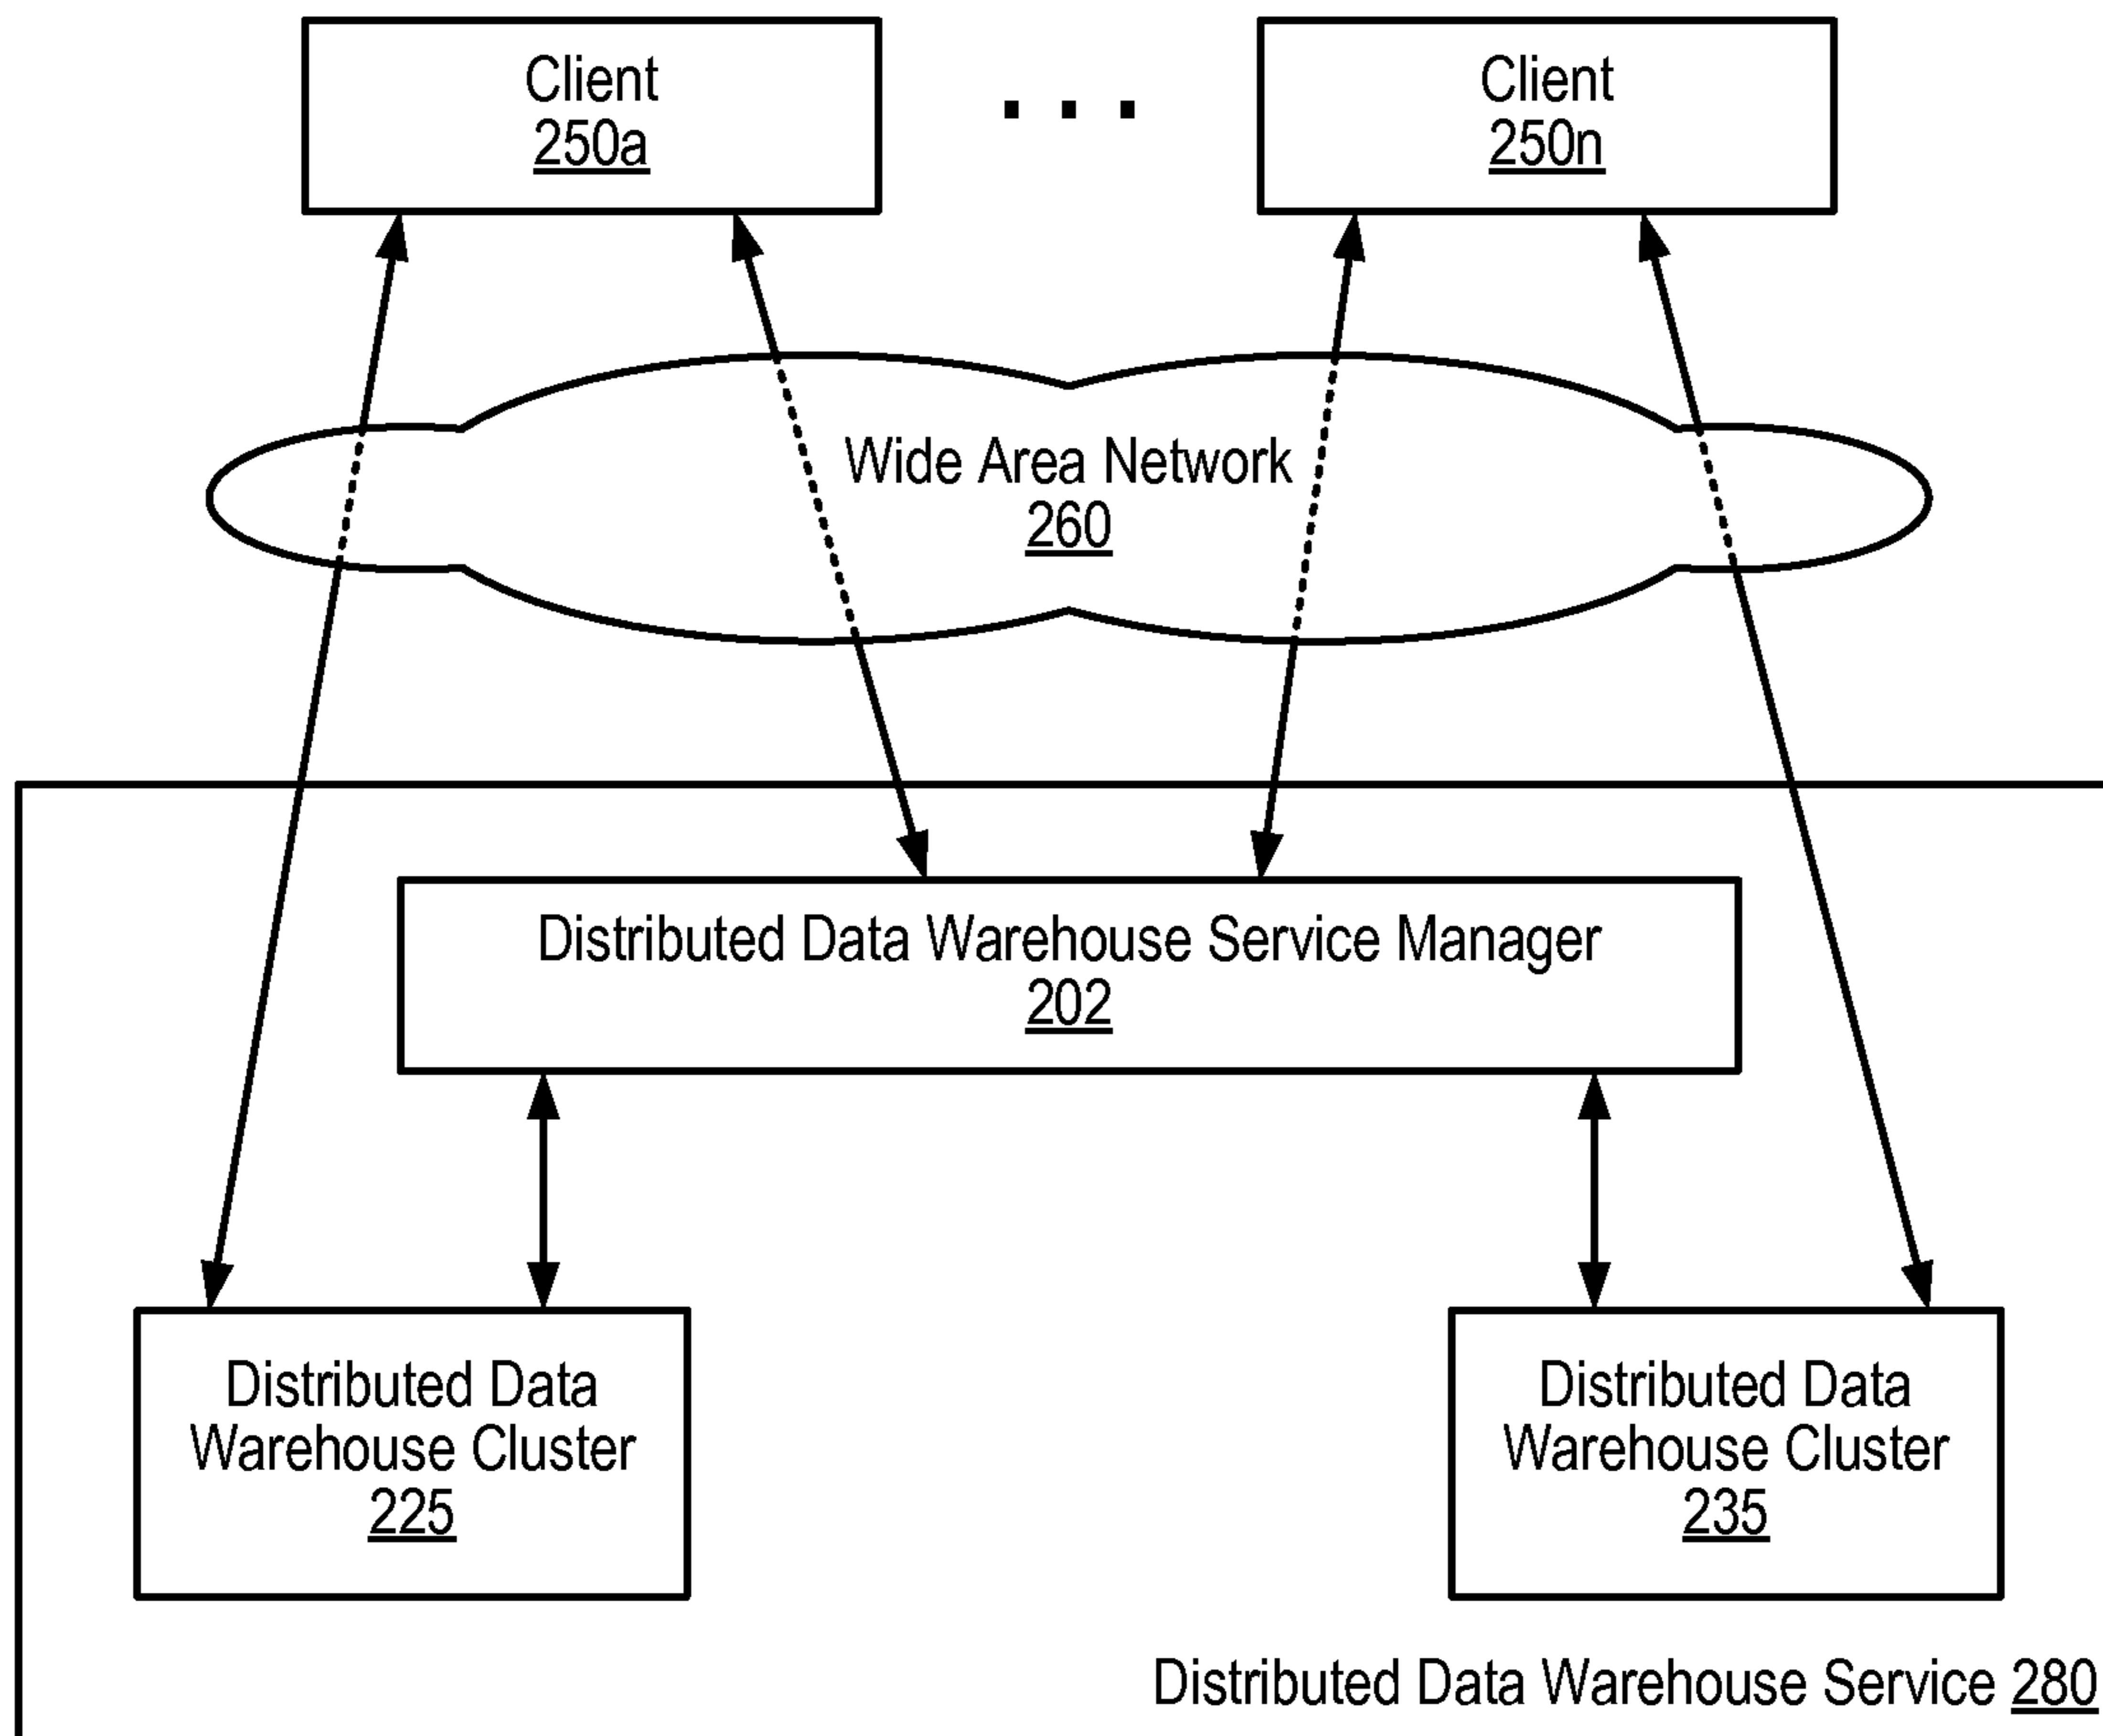 Client
250a
. . .
Client
250n
Wide Area Network
260
Distributed Data Warehouse Service Manager
202
Distributed Data
Warehouse Cluster
225
Distributed Data
Warehouse Cluster
235
Distributed Data Warehouse Service 280